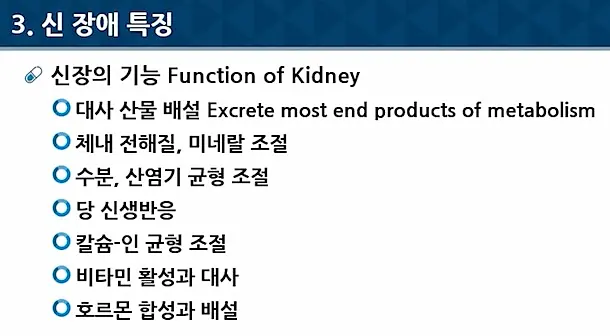 3. 신 장애 특징
신장의 기능 Function of Kidney
대사 산물 배설 Excrete most end products of metabolism
체내 전해질, 미네랄 조절
수분, 산염기 균형 조절
당 신생반응
칼슘-인 균형 조절
비타민 활성과 대사
호르몬 합성과 배설